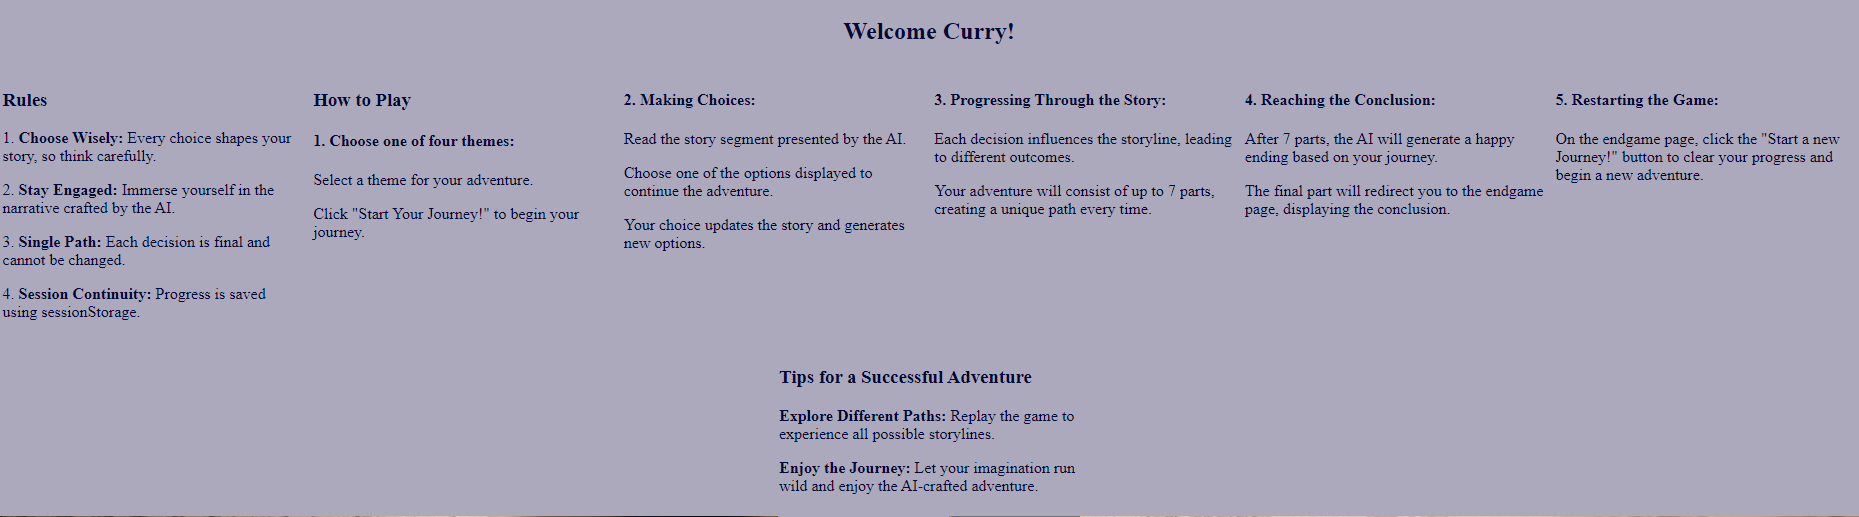 Welcome Curry!
Rules
1. Choose Wisely: Every choice shapes your
story, so think carefully.
2. Stay Engaged: Immerse yourself in the
narrative crafted by the AI.
3. Single Path: Each decision is final and
cannot be changed.
4. Session Continuity: Progress is saved
using sessionStorage.
How to Play
1. Choose one of four themes:
Select a theme for your adventure.
Click "Start Your Journey!" to begin your
journey.
2. Making Choices:
Read the story segment presented by the AI.
Choose one of the options displayed to
continue the adventure.
Your choice updates the story and generates
new options.
3. Progressing Through the Story:
Each decision influences the storyline, leading
to different outcomes.
Your adventure will consist of up to 7 parts,
creating a unique path every time.
4. Reaching the Conclusion:
After 7 parts, the AI will generate a happy
ending based on your journey.
The final part will redirect you to the endgame
page, displaying the conclusion.
5. Restarting the Game:
On the endgame page, click the "Start a new
Journey!" button to clear your progress and
begin a new adventure.
Tips for a Successful Adventure
Explore Different Paths: Replay the game to
experience all possible storylines.
Enjoy the Journey: Let your imagination run
wild and enjoy the AI-crafted adventure.